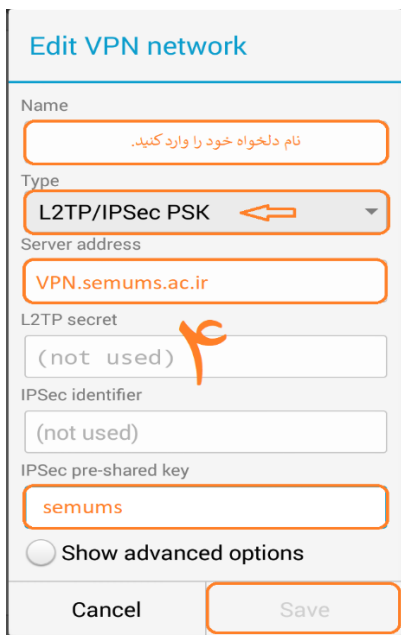 Edit VPN network
Name
نام دلخواه خود را وارد کنید.
Type
L2TP/IPSec PSK
Server address
VPN.semums.ac.ir
L2TP secret
(not used)
۴
IPSec identifier
(not used)
IPSec pre-shared key
semums
Show advanced options
Cancel
Save